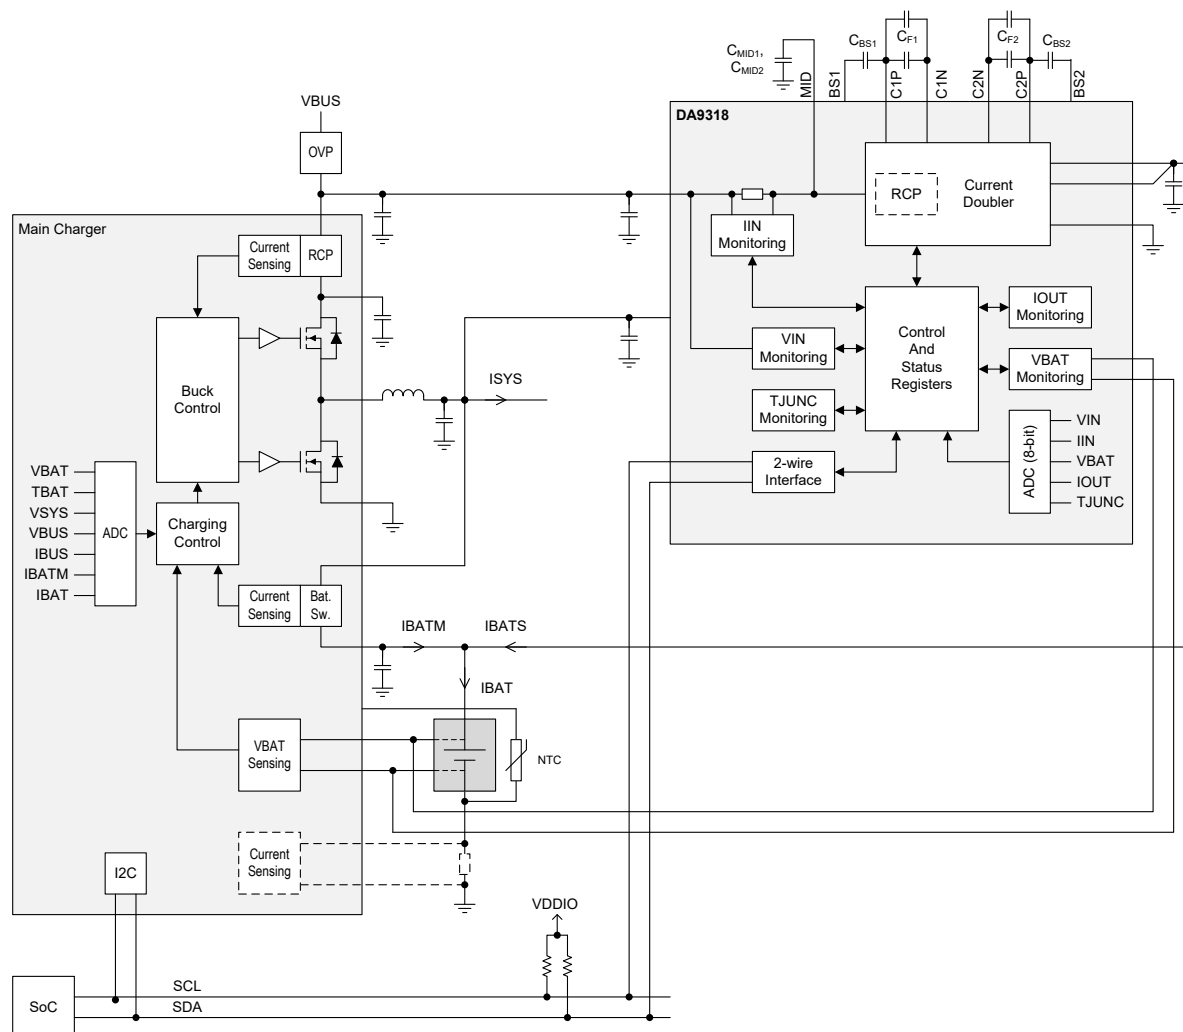 CMID1,
CMID2
MID
BS1
CBS1
C1P
CF1
C1N
C2N
CF2
C2P
CBS2
BS2
VBUS
OVP
DA9318
RCP
Current
Doubler
Main Charger
Current
Sensing
RCP
IIN
Monitoring
Buck
Control
ISYS
VIN
Monitoring
TJUNC
Monitoring
2-wire
Interface
Control
And
Status
Registers
IOUT
Monitoring
VBAT
Monitoring
ADC (8-bit)
VIN
IIN
VBAT
IOUT
TJUNC
VBAT
TBAT
VSYS
VBUS
IBUS
IBATM
IBAT
ADC
Charging
Control
Current
Sensing
Bat.
Sw.
IBATM
IBATS
IBAT
VBAT
Sensing
NTC
Current
Sensing
I2C
VDDIO
SoC
SCL
SDA